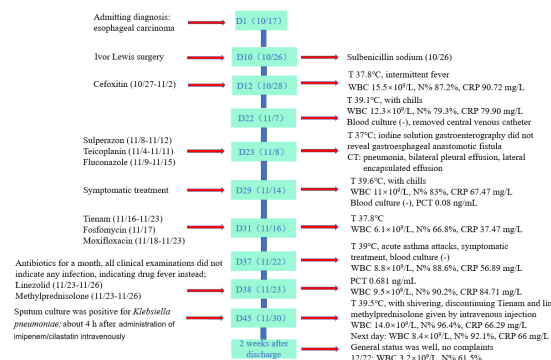 Admitting diagnosis:
esophageal carcinoma
D1 (10/17)
Ivor Lewis surgery
D10 (10/26)
Sulbenicillin sodium (10/26)
Cefoxitin (10/27-11/2)
D12 (10/28)
T 37.8°C, intermittent fever
WBC 15.5×10⁹/L, N% 87.2%, CRP 90.72 mg/L
D22 (11/7)
T 39.1°C, with chills
WBC 12.3×10⁹/L, N% 79.3%, CRP 79.90 mg/L
Blood culture (-), removed central venous catheter
Sulperazon (11/8-11/12)
Teicoplanin (11/4-11/11)
Fluconazole (11/9-11/15)
D23 (11/8)
T 37°C; iodine solution gastroenterography did not
reveal gastroesphageal anastomotic fistula
CT: pneumonia, bilateral pleural effusion, lateral
encapsulated effusion
Symptomatic treatment
D29 (11/14)
T 39.6°C, with chills
WBC 11×10⁹/L, N% 83%, CRP 67.47 mg/L
Blood culture (-), PCT 0.08 ng/mL
Tienam (11/16-11/23)
Fosfomycin (11/17)
Moxifloxacin (11/18-11/23)
D31 (11/16)
T 37.8°C
WBC 6.1×10⁹/L, N% 66.8%, CRP 37.47 mg/L
D37 (11/22)
T 39°C, acute asthma attacks, symptomatic
treatment, blood culture (-)
WBC 8.8×10⁹/L, N% 88.6%, CRP 56.89 mg/L
Antibiotics for a month, all clinical examinations did not
indicate any infection, indicating drug fever instead;
Linezolid (11/23-11/26)
Methylprednisolone (11/23-11/26)
D38 (11/23)
PCT 0.681 ng/mL
WBC 9.5×10⁹/L, N% 90.2%, CRP 84.71 mg/L
Sputum culture was positive for Klebsiella
pneumoniae; about 4 h after administration of
imipenem/cilastatin intravenously
D45 (11/30)
T 39.5°C, with shivering, discontinuing Tienam and
methylprednisolone given by intravenous injection
WBC 14.0×10⁹/L, N% 96.4%, CRP 66.29 mg/L
Next day: WBC 8.4×10⁹/L, N% 92.1%, CRP 66 mg/L
2 weeks after
discharge
General status was well, no complaints
12/22: WBC 3.2×10⁹/L, N% 61.5%